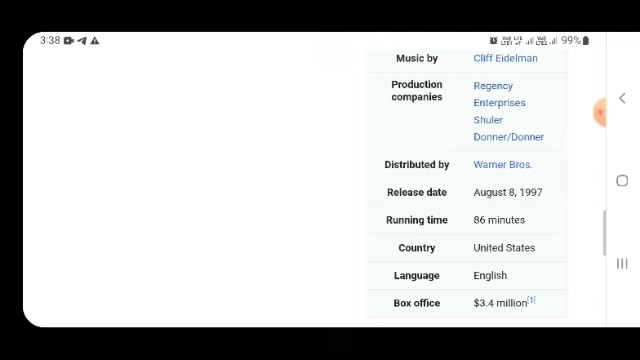 3:38 99%
Music by Cliff Eidelman
Production companies Regency
Enterprises
Shuler
Donner/Donner
Distributed by Warner Bros.
Release date August 8, 1997
Running time 86 minutes
Country United States
Language English
Box office $3.4 million[1]